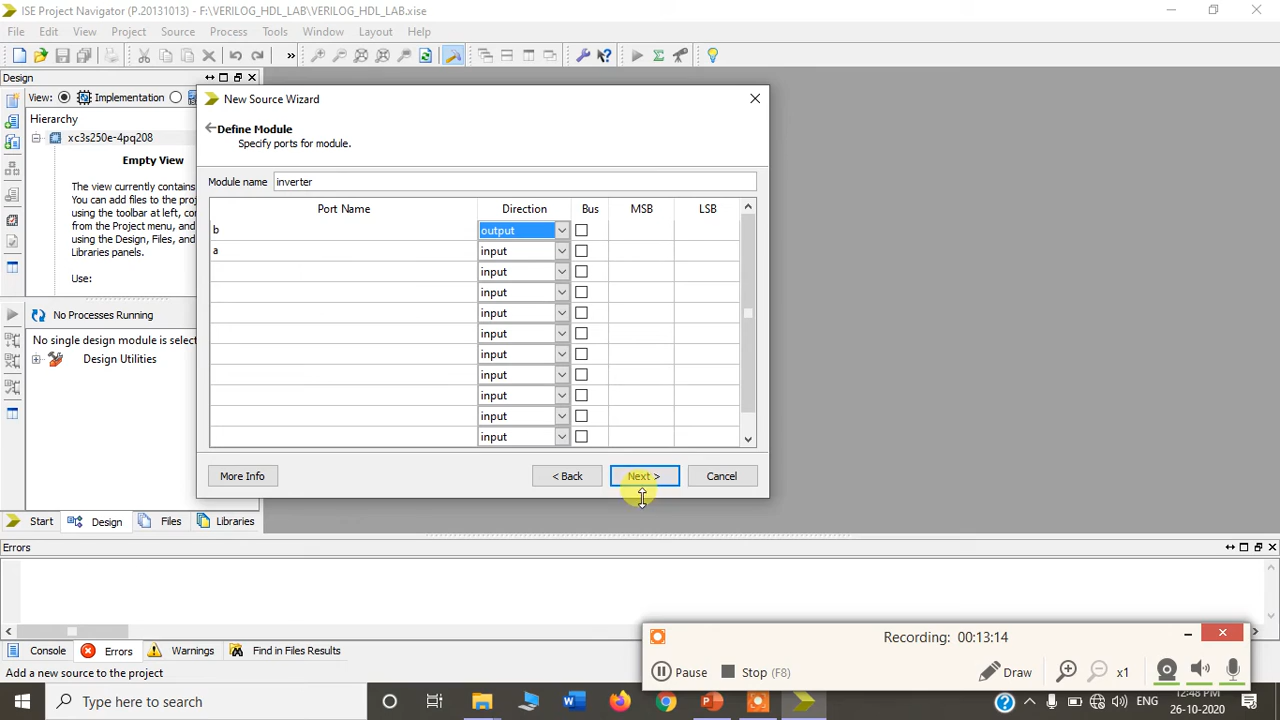 ISE Project Navigator (P.20131013) - F:\VERILOG_HDL_LAB\VERILOG_HDL_LAB.xise
File Edit View Project Source Process Tools Window Layout Help
Design
View: Implementation
Hierarchy
xc3s250e-4pq208
Empty View
The view currently contains
You can add files to the proj
using the toolbar at left, com
from the Project menu, and
using the Design, Files, and
Libraries panels.
Use:
No Processes Running
No single design module is selec
Design Utilities
Start Design Files Libraries
New Source Wizard
Define Module
Specify ports for module.
Module name inverter
Port Name Direction Bus MSB LSB
b output
a input
input
input
input
input
input
input
input
input
input
More Info < Back Next > Cancel
Errors
Console Errors Warnings Find in Files Results
Add a new source to the project
Recording: 00:13:14
Pause Stop (F8) Draw x1
Type here to search
ENG
12:48 PM
26-10-2020